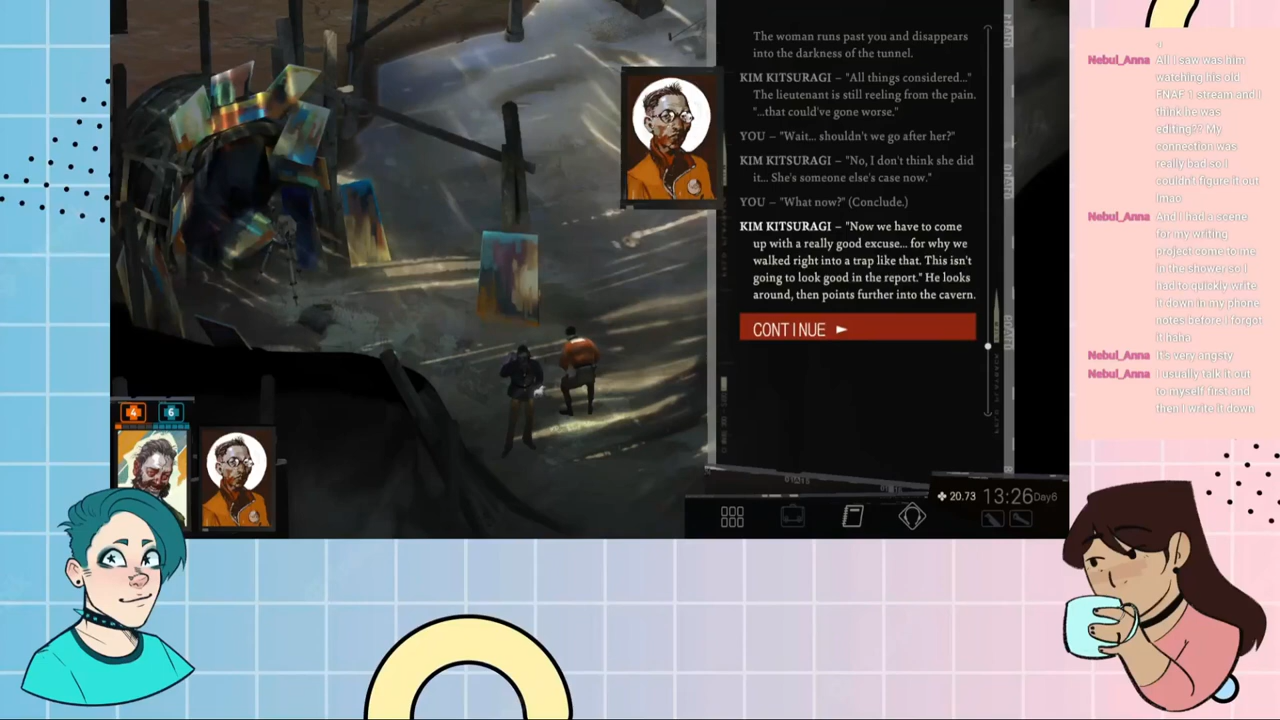 The woman runs past you and disappears
into the darkness of the tunnel.
KIM KITSURAGI – "All things considered..."
The lieutenant is still reeling from the pain.
"...that could've gone worse."
YOU – "Wait... shouldn't we go after her?"
KIM KITSURAGI – "No, I don't think she did
it... She's someone else's case now."
YOU – "What now?" (Conclude.)
KIM KITSURAGI – "Now we have to come
up with a really good excuse... for why we
walked right into a trap like that. This isn't
going to look good in the report." He looks
around, then points further into the cavern.
CONTINUE
4 6
20.73 13:26 Day6
Nebul_Anna All I saw was him
watching his old
FNAF 1 stream and I
think he was
editing?? My
connection was
really bad so I
couldn't figure it out
lmao
Nebul_Anna And I had a scene
for my writing
project come to me
in the shower so I
had to quickly write
it down in my phone
notes before I forgot
it haha
Nebul_Anna It's very angsty
Nebul_Anna I usually talk it out
to myself first and
then I write it down